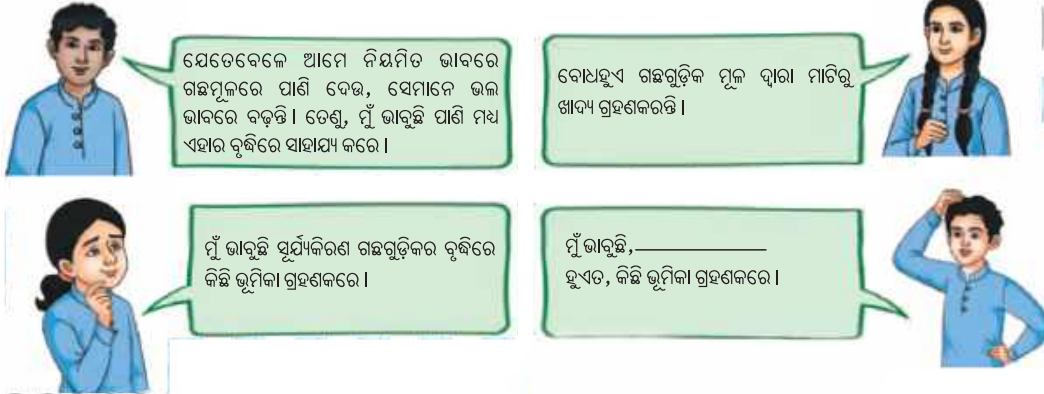 ଯେତେବେଳେ ଆମେ ନିୟମିତ ଭାବରେ
ଗଛମୂଳରେ ପାଣି ଦେଉ, ସେମାନେ ଭଲ
ଭାବରେ ବଢ଼ନ୍ତି। ତେଣୁ, ମୁଁ ଭାବୁଛି ପାଣି ମଧ୍ୟ
ଏହାର ବୃଦ୍ଧିରେ ସାହାଯ୍ୟ କରେ।
ବୋଧହୁଏ ଗଛଗୁଡ଼ିକ ମୂଳ ଦ୍ୱାରା ମାଟିରୁ
ଖାଦ୍ୟ ଗ୍ରହଣକରନ୍ତି।
ମୁଁ ଭାବୁଛି ସୂର୍ଯ୍ୟକିରଣ ଗଛଗୁଡ଼ିକର ବୃଦ୍ଧିରେ
କିଛି ଭୂମିକା ଗ୍ରହଣକରେ।
ମୁଁ ଭାବୁଛି,____________
ହୁଏତ, କିଛି ଭୂମିକା ଗ୍ରହଣକରେ।